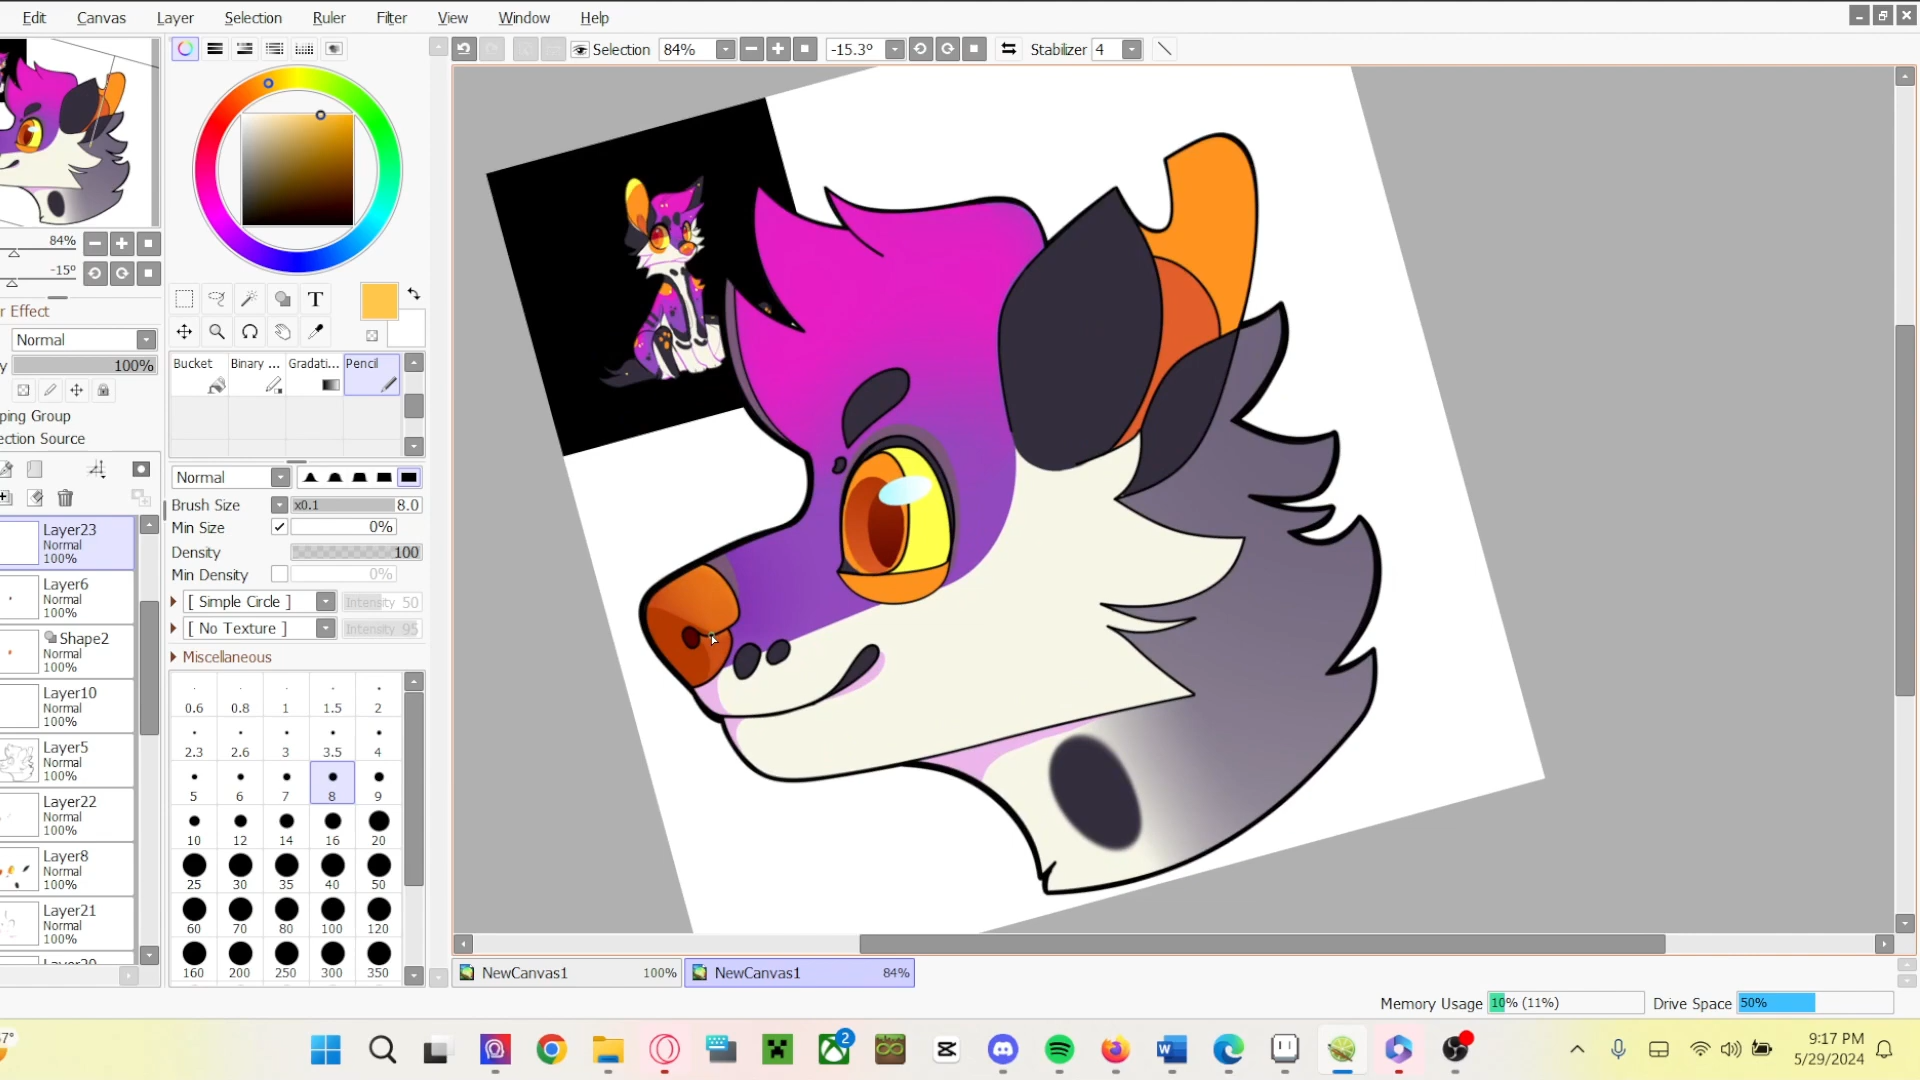 Edit Canvas Layer Selection Ruler Filter View Window Help
Selection 84% -15.3° Stabilizer 4
84%
-15°
r Effect
Normal
100%
ping Group
ection Source
T
Bucket Binary ... Gradati... Pencil
Normal
Brush Size x0.1 8.0
Min Size 0%
Density 100
Min Density 0%
[ Simple Circle ] Intensity 50
[ No Texture ] Intensity 95
Miscellaneous
0.6 0.8 1 1.5 2
2.3 2.6 3 3.5 4
5 6 7 8 9
10 12 14 16 20
25 30 35 40 50
60 70 80 100 120
160 200 250 300 350
Layer23
Normal
100%
Layer6
Normal
100%
Shape2
Normal
100%
Layer10
Normal
100%
Layer5
Normal
100%
Layer22
Normal
100%
Layer8
Normal
100%
Layer21
Normal
100%
Layer20
NewCanvas1 100% NewCanvas1 84%
Memory Usage 10% (11%) Drive Space 50%
2
9:17 PM
5/29/2024